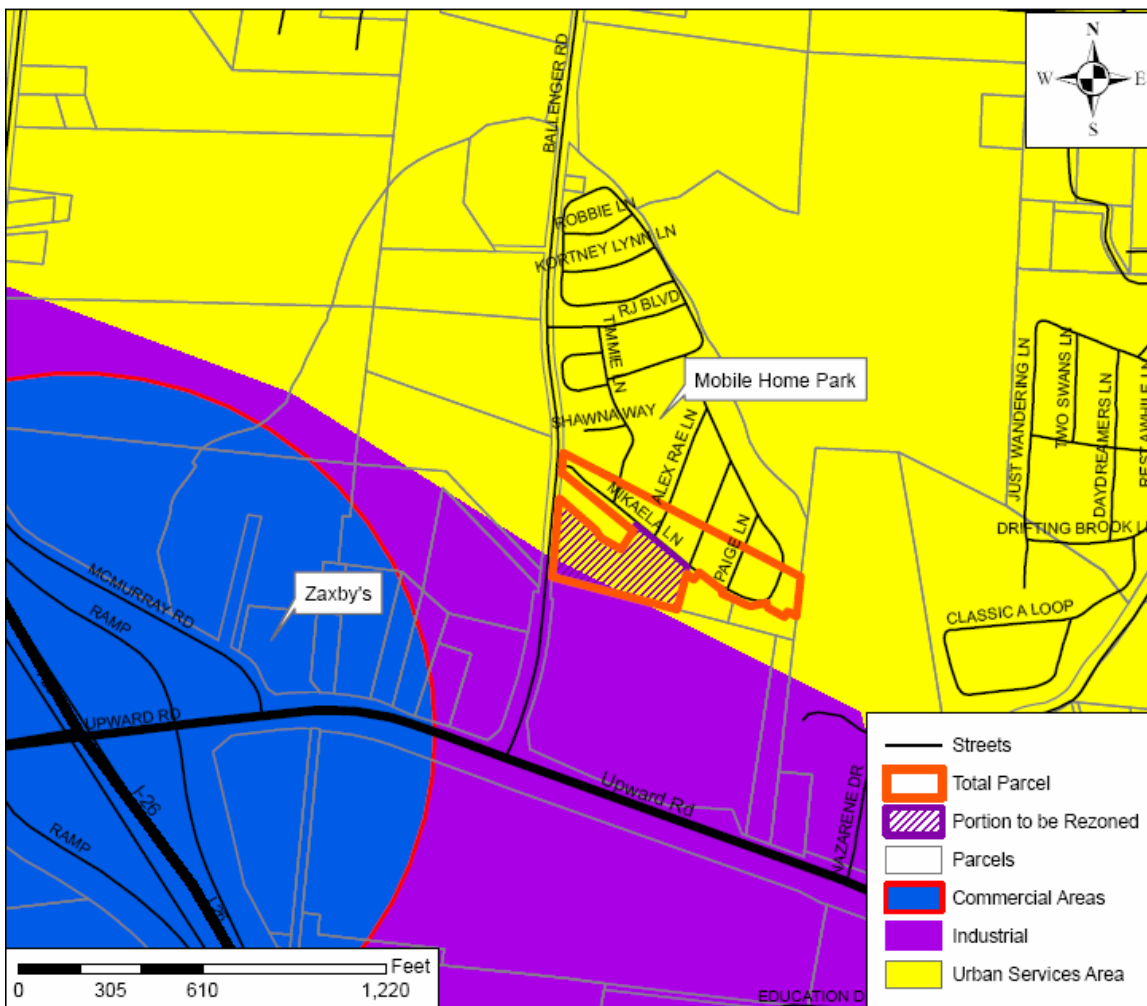 N
W E
S
BALLENGER RD
ROBBIE LN
KORTNEY LYNN LN
RJ BLVD
TIMMIE LN
Mobile Home Park
SHAWNA WAY
ALEX RAE LN
MIKAELA LN
PAIGE LN
JUST WANDERING LN
TWO SWANS LN
DAYDREAMERS LN
DRIFTING BROOK
CLASSIC A LOOP
Zaxby's
MCMURRAY RD
RAMP
RAMP
UPWARD RD
I-26
Upward Rd
NAZARENE DR
RAMP
I-26
EDUCATION D
Streets
Total Parcel
Portion to be Rezoned
Parcels
Commercial Areas
Industrial
Urban Services Area
Feet
0 305 610 1,220